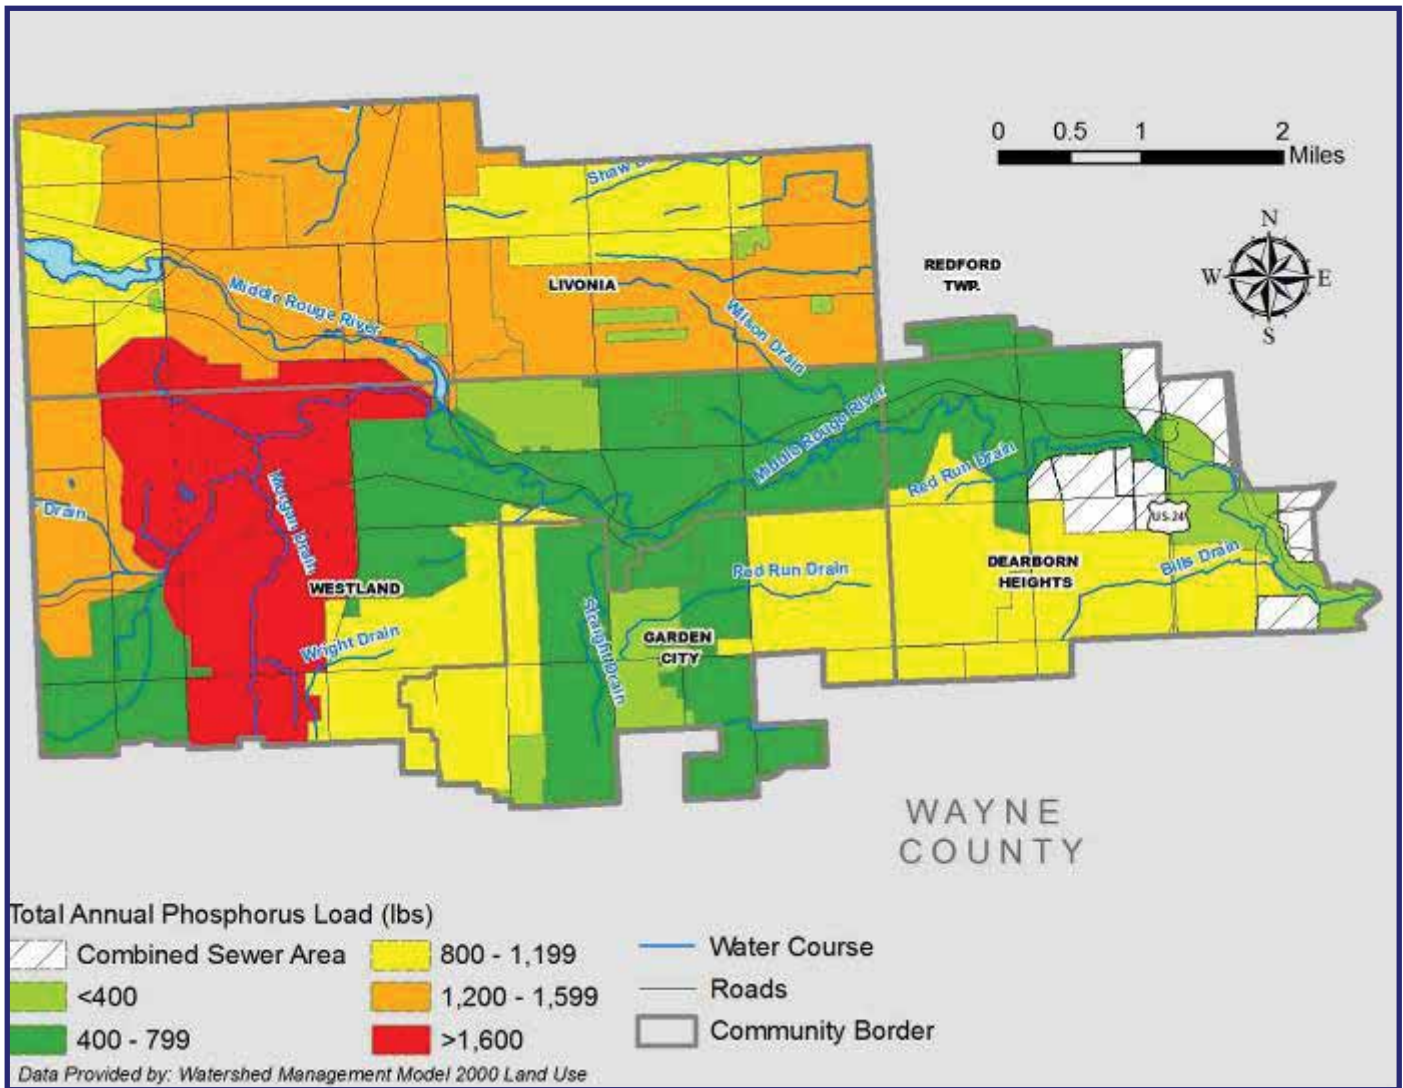 0 0.5 1 2
Miles
Shaw
N
W E
S
REDFORD
TWP.
LIVONIA
Middle Rouge River
Wilson Drain
Middle Rouge River
Red Run Drain
Drain
US-24
WESTLAND
DEARBORN
HEIGHTS
Bills Drain
Red Run Drain
Straight Drain
GARDEN
CITY
Wright Drain
WAYNE
COUNTY
Total Annual Phosphorus Load (lbs)
Combined Sewer Area
<400
400 - 799
800 - 1,199
1,200 - 1,599
>1,600
Water Course
Roads
Community Border
Data Provided by: Watershed Management Model 2000 Land Use